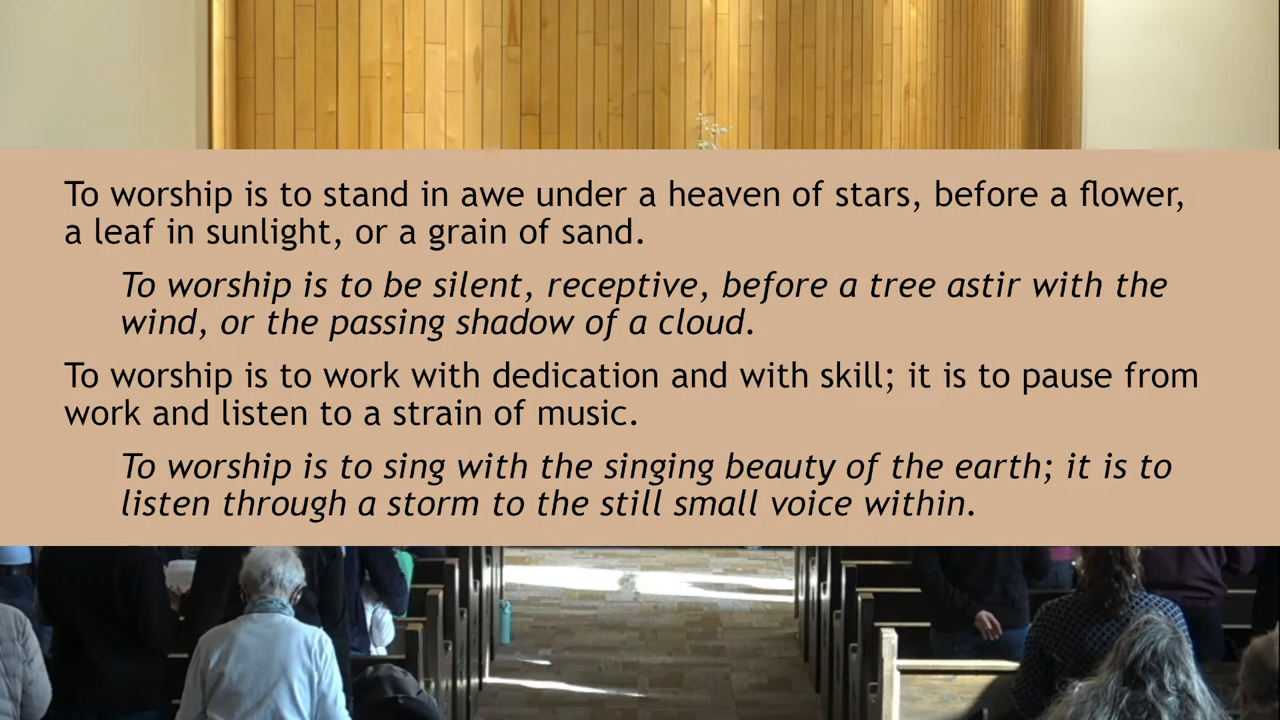 To worship is to stand in awe under a heaven of stars, before a flower,
a leaf in sunlight, or a grain of sand.
To worship is to be silent, receptive, before a tree astir with the
wind, or the passing shadow of a cloud.
To worship is to work with dedication and with skill; it is to pause from
work and listen to a strain of music.
To worship is to sing with the singing beauty of the earth; it is to
listen through a storm to the still small voice within.